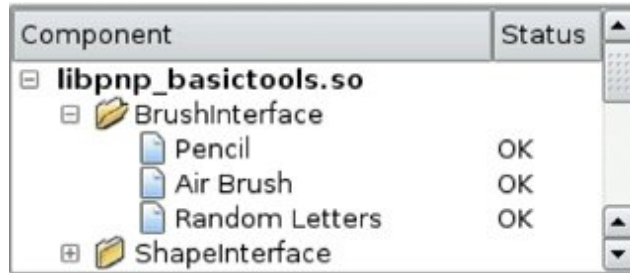 Component Status
libpnp_basictools.so
BrushInterface
Pencil OK
Air Brush OK
Random Letters OK
ShapeInterface